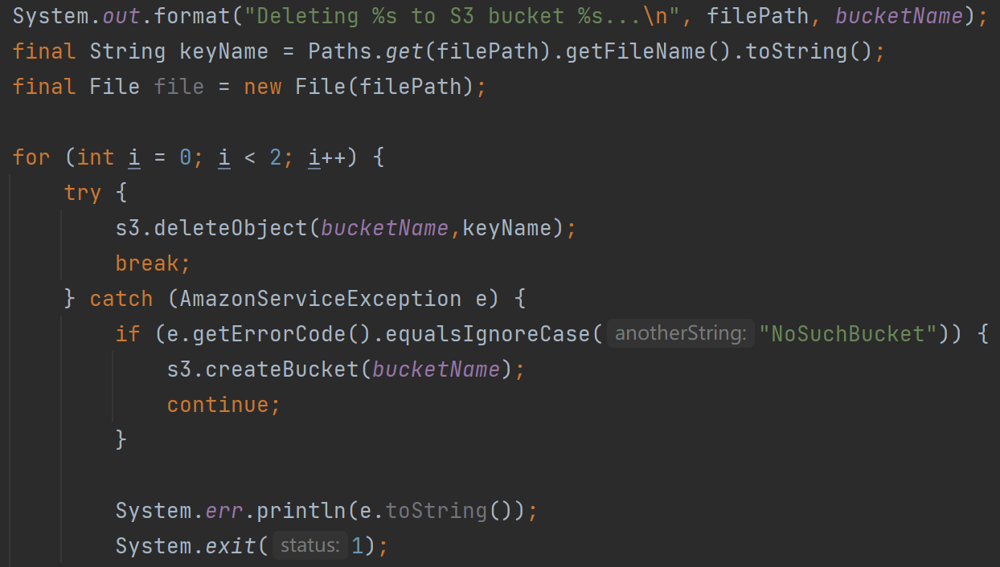 System.out.format("Deleting %s to S3 bucket %s...\n", filePath, bucketName);
final String keyName = Paths.get(filePath).getFileName().toString();
final File file = new File(filePath);
for (int i = 0; i < 2; i++) {
try {
s3.deleteObject(bucketName,keyName);
break;
} catch (AmazonServiceException e) {
if (e.getErrorCode().equalsIgnoreCase( anotherString: "NoSuchBucket")) {
s3.createBucket(bucketName);
continue;
}
System.err.println(e.toString());
System.exit( status: 1);